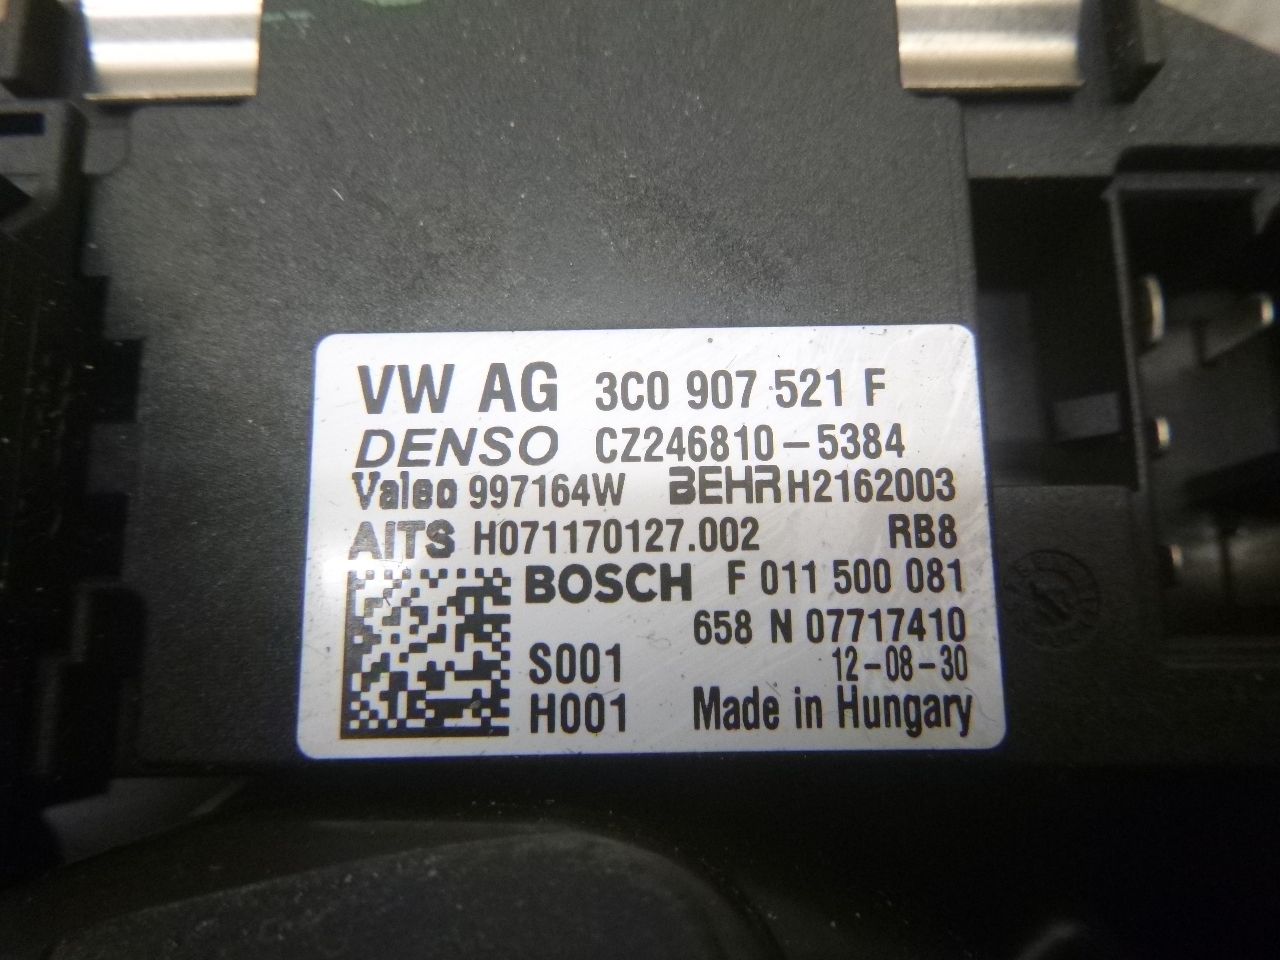 VW AG 3C0 907 521 F
DENSO CZ246810-5384
Valeo 997164W BEHR H2162003
AITS H071170127.002 RB8
BOSCH F 011 500 081
658 N 07717410
S001 12-08-30
H001 Made in Hungary